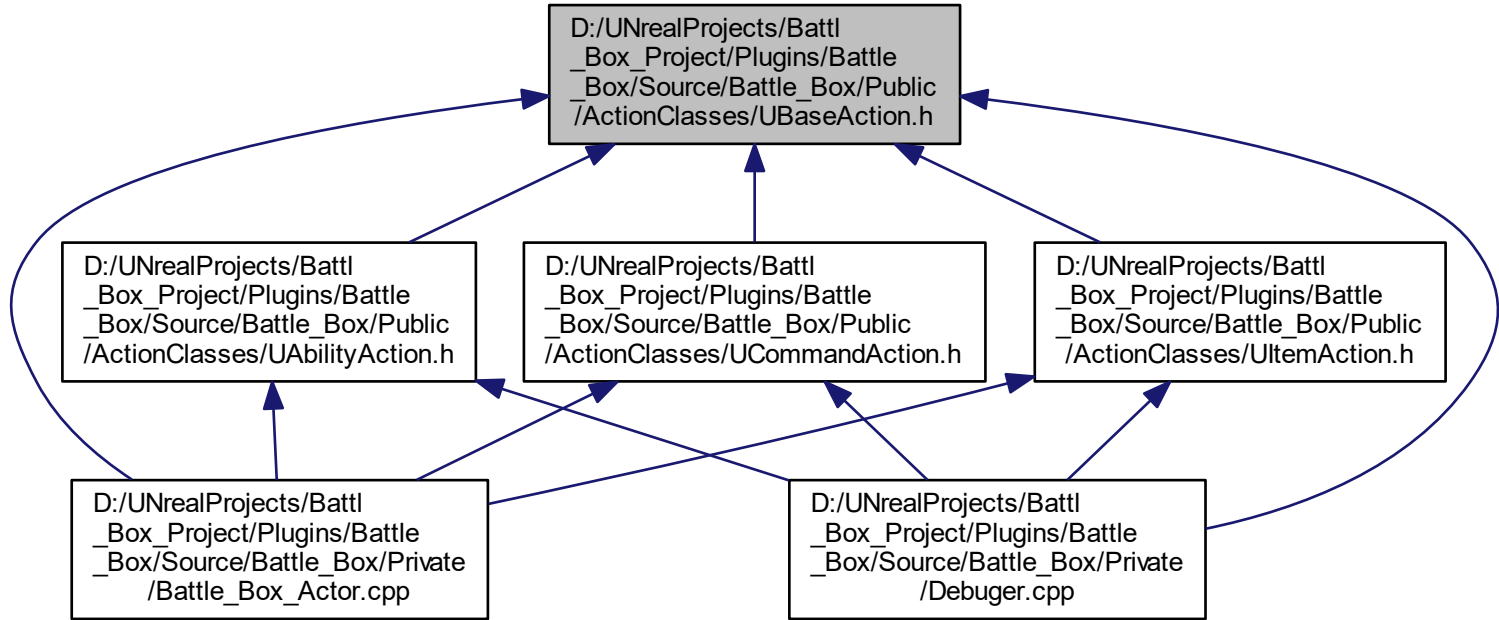 D:/UNrealProjects/Battl
_Box_Project/Plugins/Battle
_Box/Source/Battle_Box/Public
/ActionClasses/UBaseAction.h
D:/UNrealProjects/Battl
_Box_Project/Plugins/Battle
_Box/Source/Battle_Box/Public
/ActionClasses/UAbilityAction.h
D:/UNrealProjects/Battl
_Box_Project/Plugins/Battle
_Box/Source/Battle_Box/Public
/ActionClasses/UCommandAction.h
D:/UNrealProjects/Battl
_Box_Project/Plugins/Battle
_Box/Source/Battle_Box/Public
/ActionClasses/UItemAction.h
D:/UNrealProjects/Battl
_Box_Project/Plugins/Battle
_Box/Source/Battle_Box/Private
/Battle_Box_Actor.cpp
D:/UNrealProjects/Battl
_Box_Project/Plugins/Battle
_Box/Source/Battle_Box/Private
/Debuger.cpp